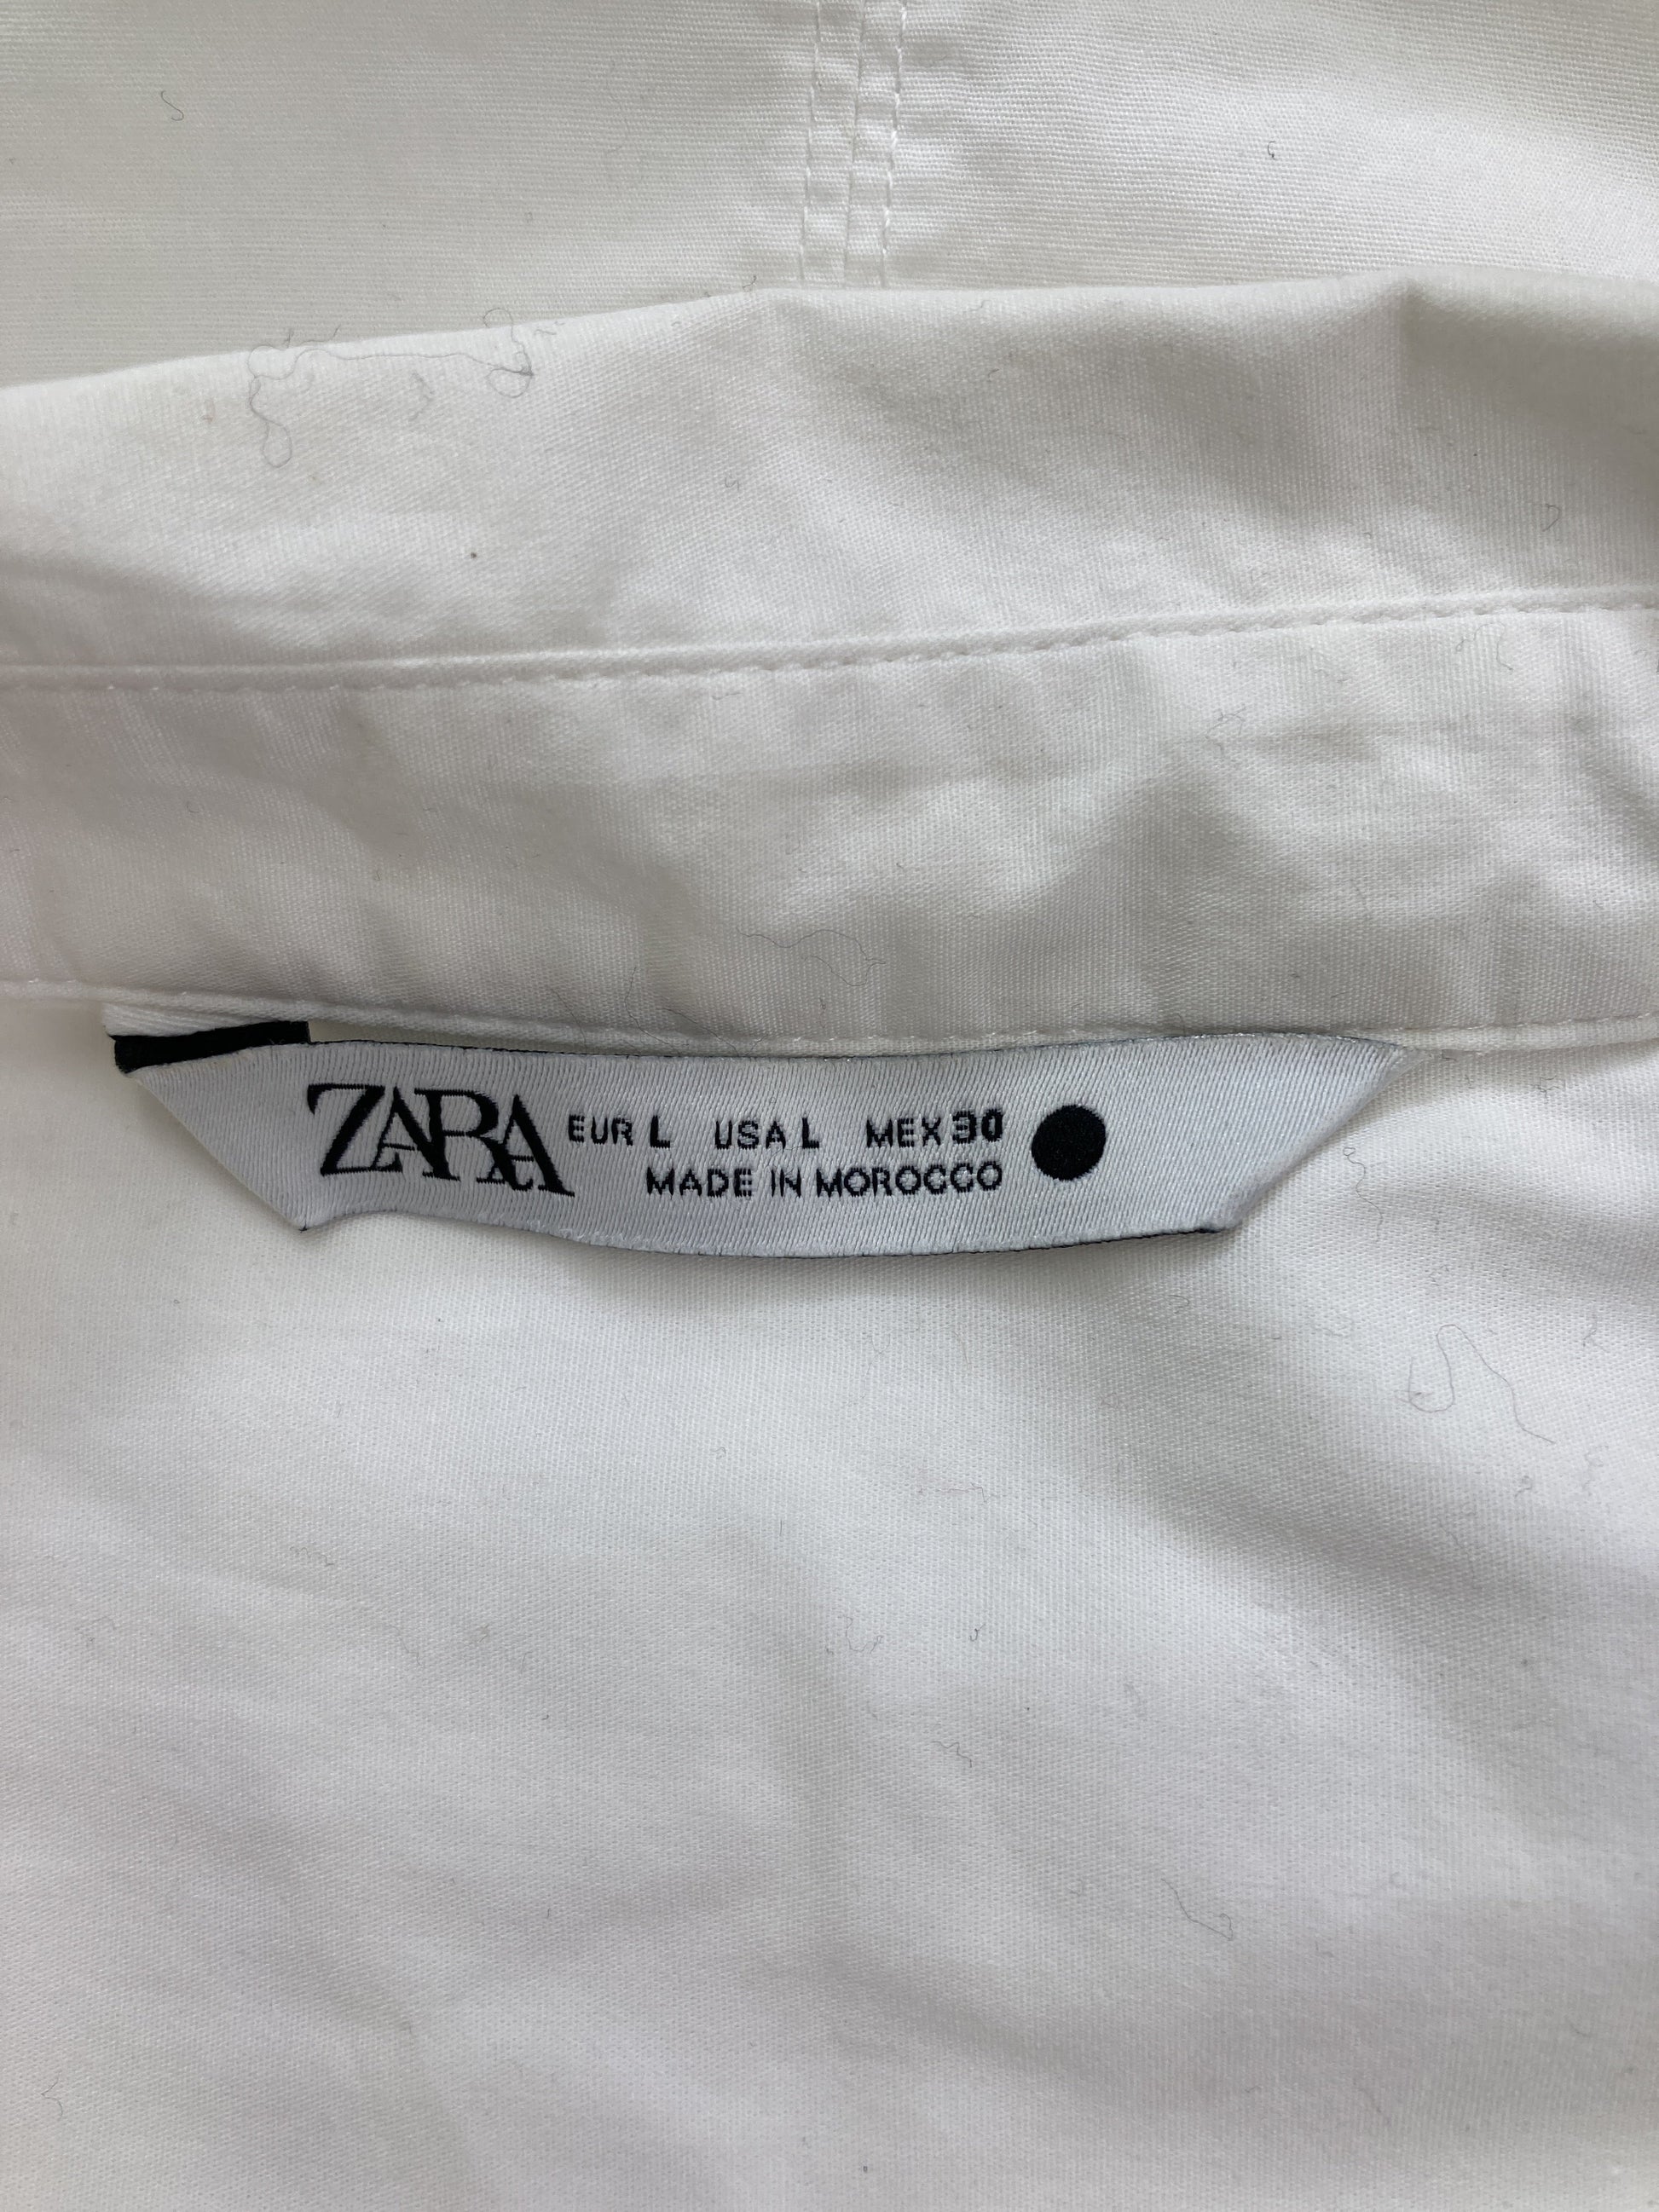 ZARA
EUR L USA L MEX 30
MADE IN MOROCCO